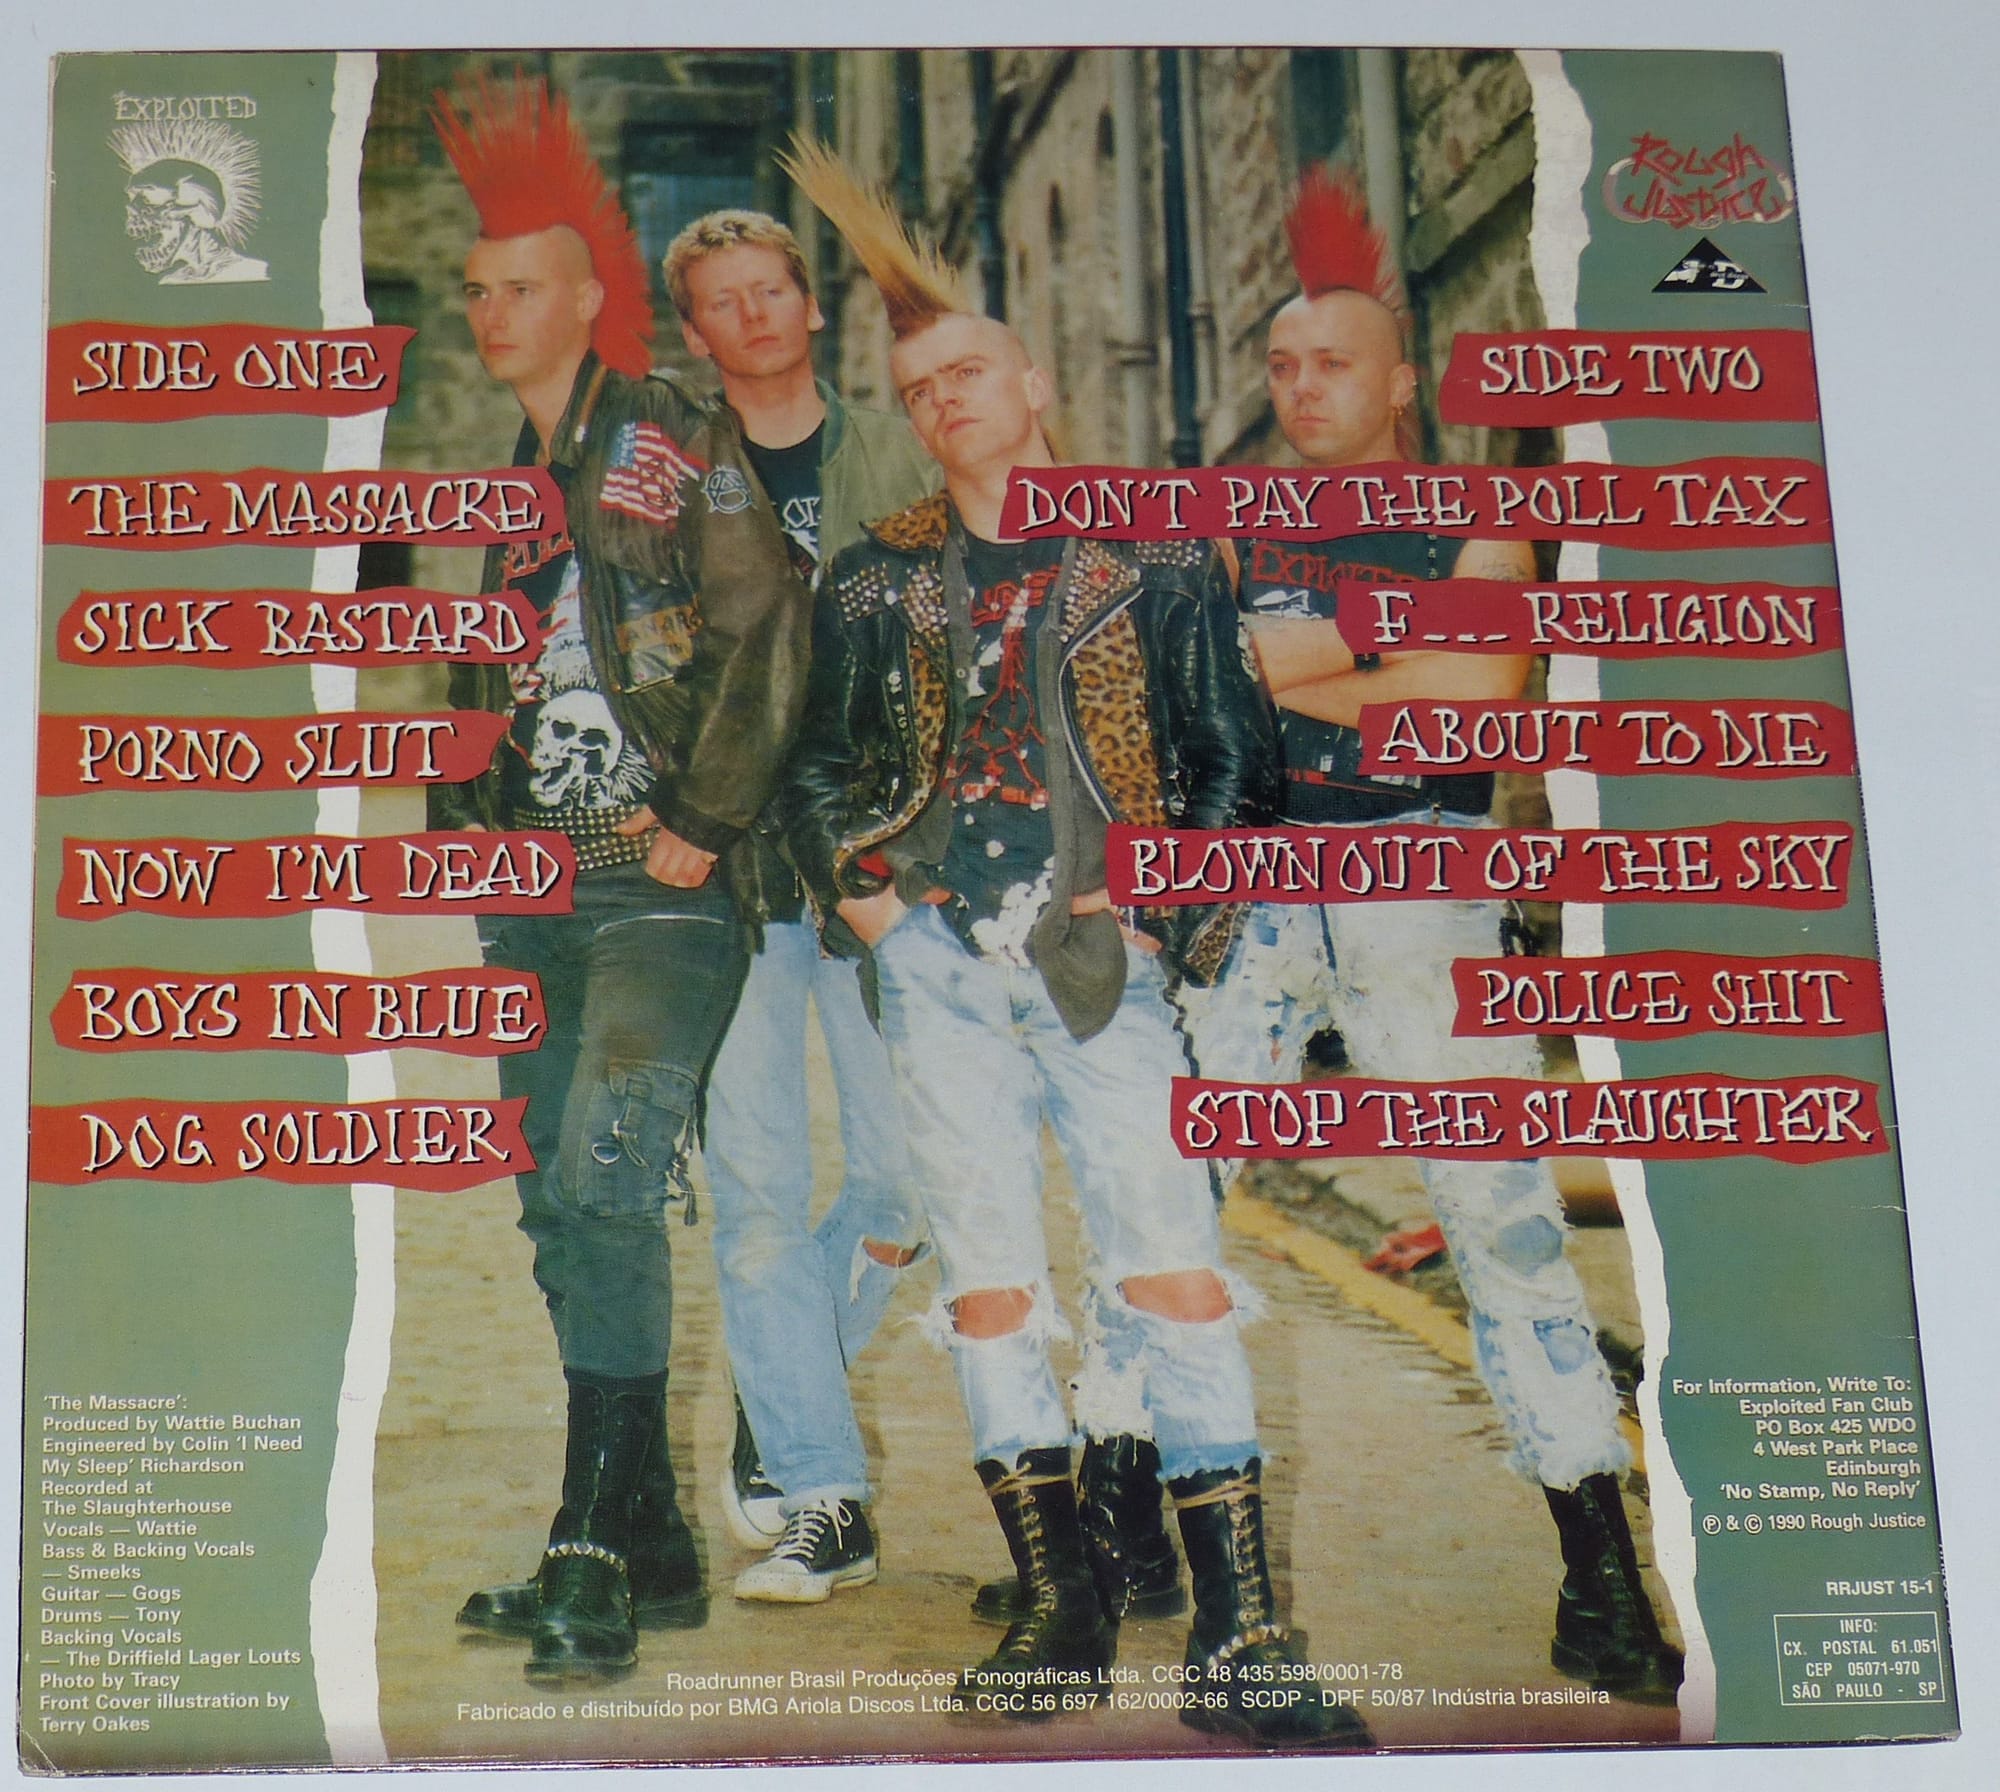 THE EXPLOITED
Rough
Justice
SIDE ONE
THE MASSACRE
SICK BASTARD
PORNO SLUT
NOW I'M DEAD
BOYS IN BLUE
DOG SOLDIER
SIDE TWO
DON'T PAY THE POLL TAX
F___ RELIGION
ABOUT TO DIE
BLOWN OUT OF THE SKY
POLICE SHIT
STOP THE SLAUGHTER
EXPLOITE
'The Massacre':
Produced by Wattie Buchan
Engineered by Colin 'I Need
My Sleep' Richardson
Recorded at
The Slaughterhouse
Vocals — Wattie
Bass & Backing Vocals
— Smeeks
Guitar — Gogs
Drums — Tony
Backing Vocals
— The Driffield Lager Louts
Photo by Tracy
Front Cover illustration by
Terry Oakes
Roadrunner Brasil Produções Fonográficas Ltda. CGC 48 435 598/0001-78
Fabricado e distribuído por BMG Ariola Discos Ltda. CGC 56 697 162/0002-66 SCDP - DPF 50/87 Indústria brasileira
For Information, Write To:
Exploited Fan Club
PO Box 425 WDO
4 West Park Place
Edinburgh
'No Stamp, No Reply'
℗ & © 1990 Rough Justice
RRJUST 15-1
INFO:
CX. POSTAL 61.051
CEP 05071-970
SÃO PAULO - SP